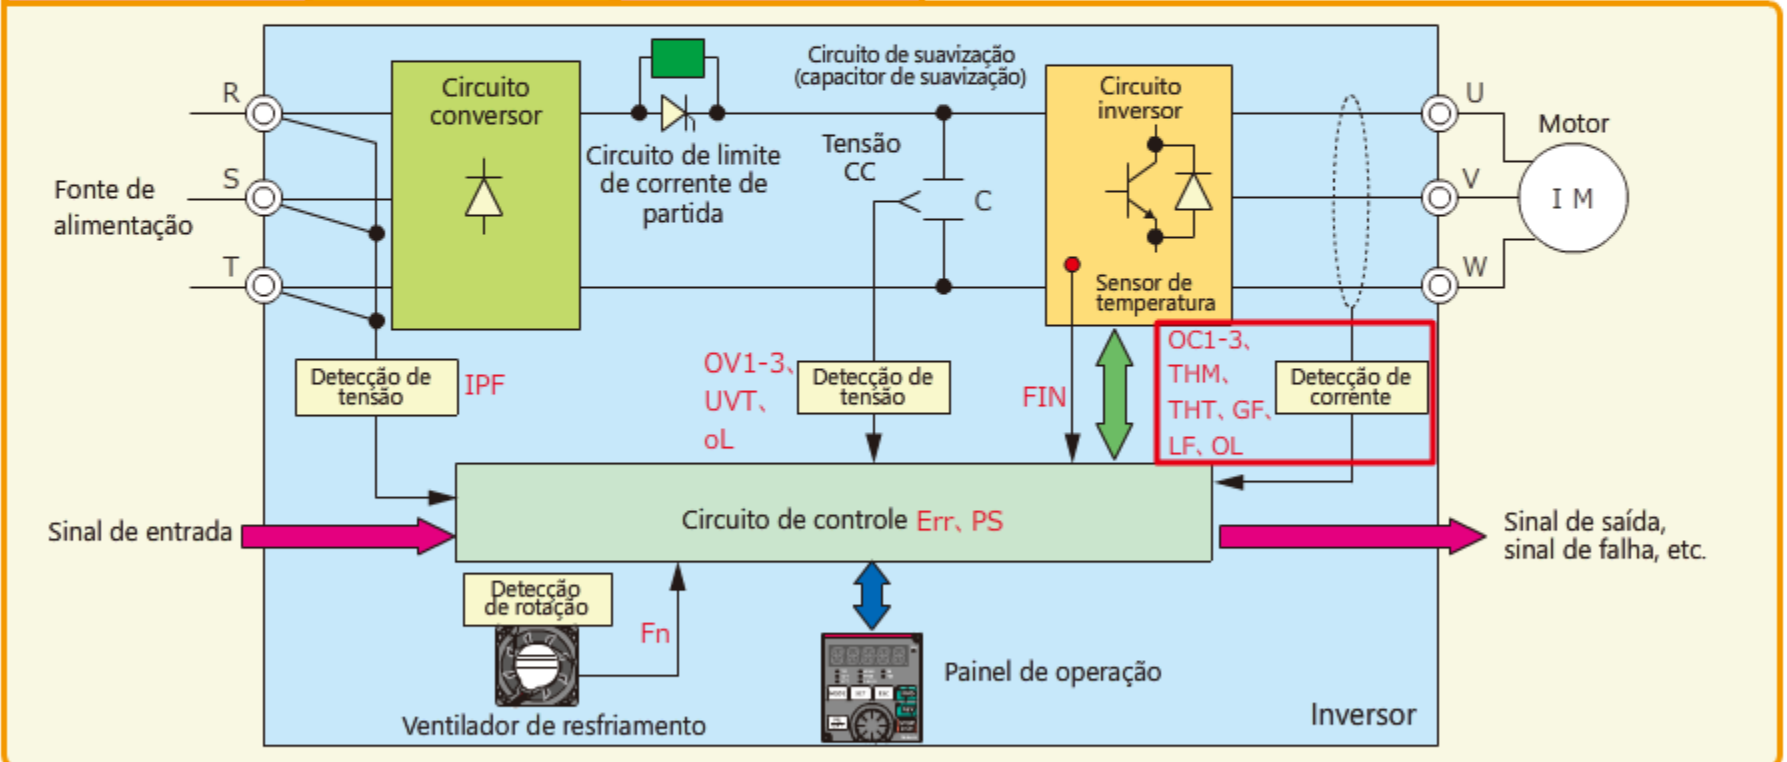 Circuito de suavização
(capacitor de suavização)
Circuito
conversor
Circuito
inversor
R
S
T
Fonte de
alimentação
Circuito de limite
de corrente de
partida
Tensão
CC
C
Sensor de
temperatura
U
V
W
Motor
I M
Detecção de
tensão
IPF
OV1-3、
UVT、
oL
Detecção de
tensão
FIN
OC1-3、
THM、
THT、GF、
LF、OL
Detecção de
corrente
Sinal de entrada
Circuito de controle Err、PS
Sinal de saída,
sinal de falha, etc.
Detecção
de rotação
Fn
Ventilador de resfriamento
Painel de operação
Inversor